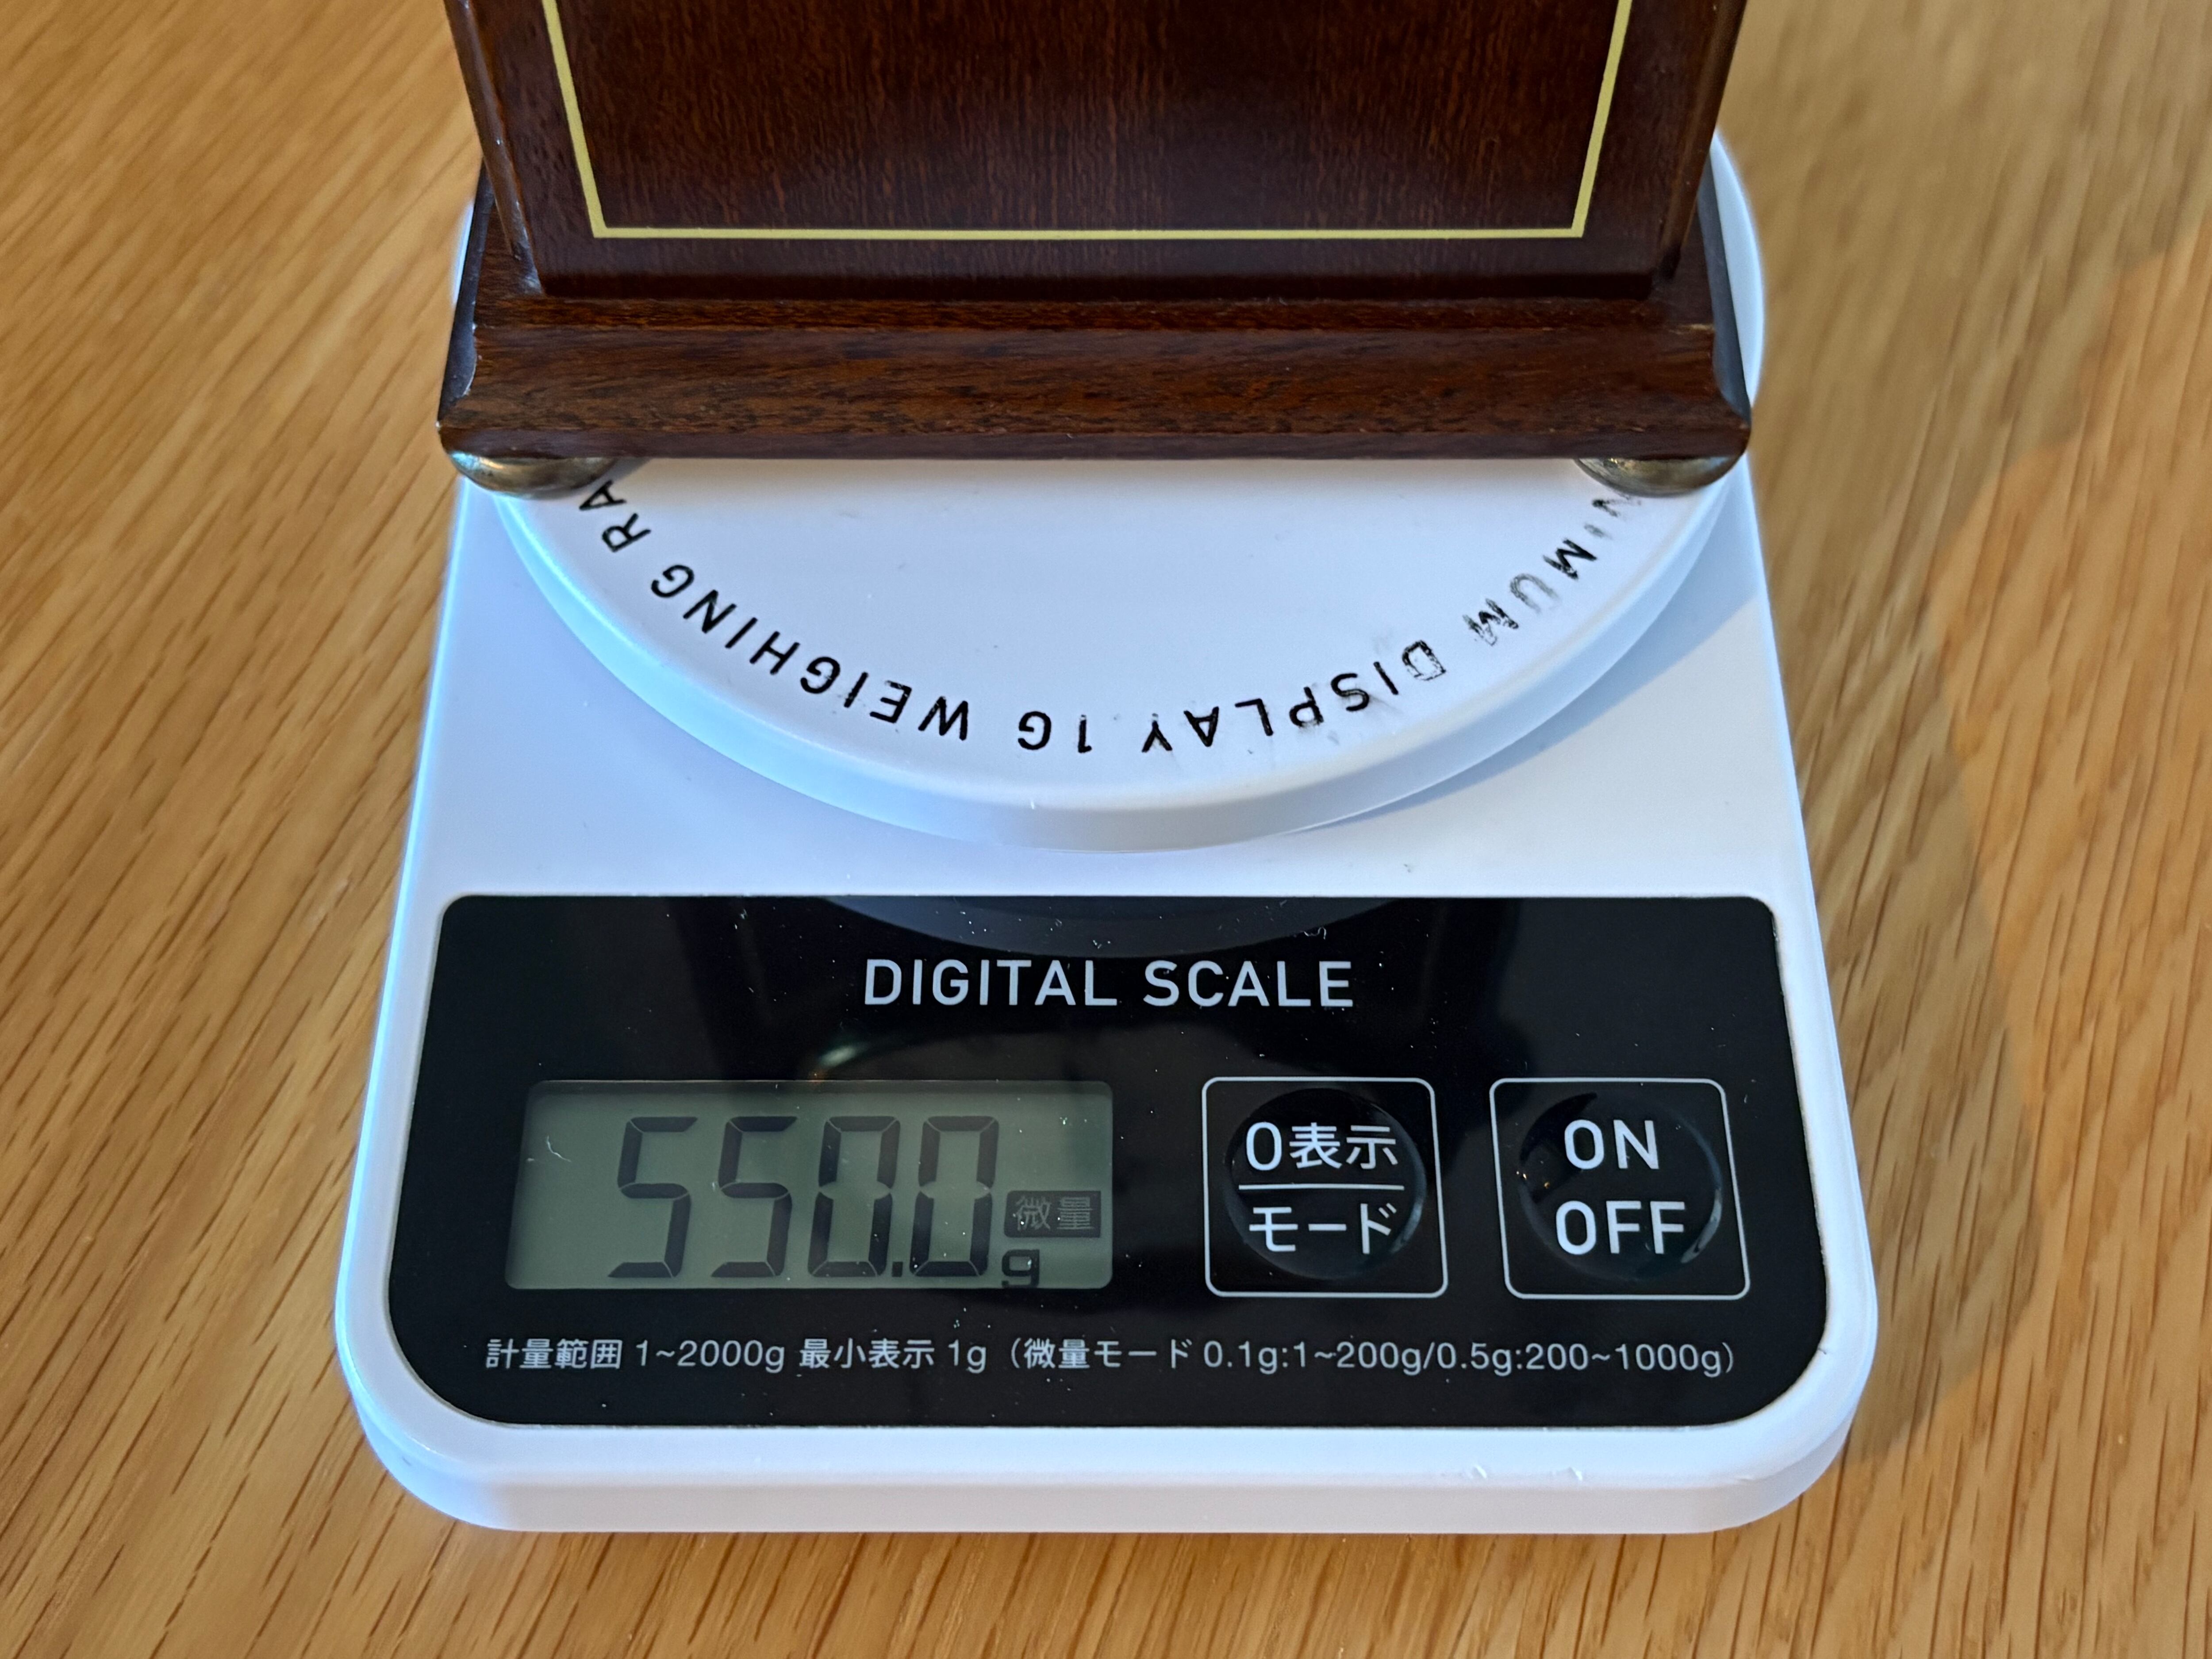 NIMUM DISPLAY 1G WEIGHING RA
DIGITAL SCALE
550.0 微量 g
0表示
モード
ON
OFF
計量範囲 1~2000g 最小表示 1g（微量モード 0.1g:1~200g/0.5g:200~1000g）